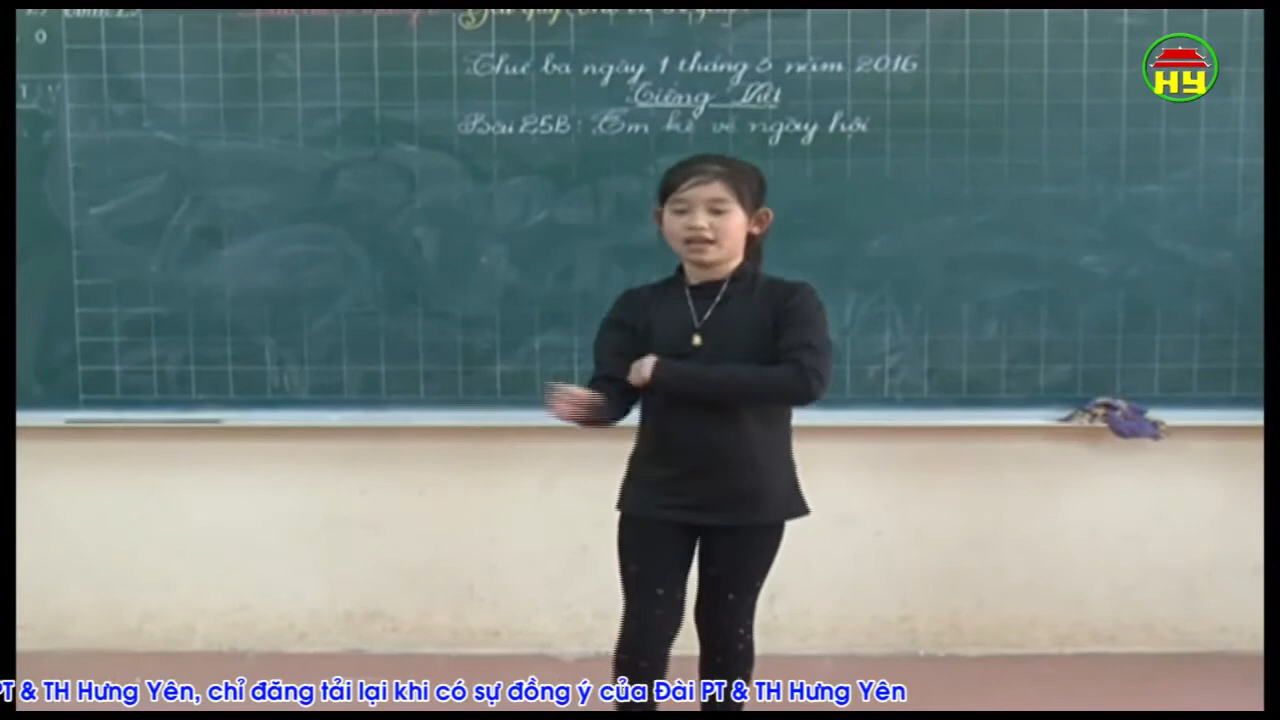 Thứ ba ngày 1 tháng 3 năm 2016
Tiếng Việt
Bài 25B: Em kể về ngày hội
HY
PT & TH Hưng Yên, chỉ đăng tải lại khi có sự đồng ý của Đài PT & TH Hưng Yên